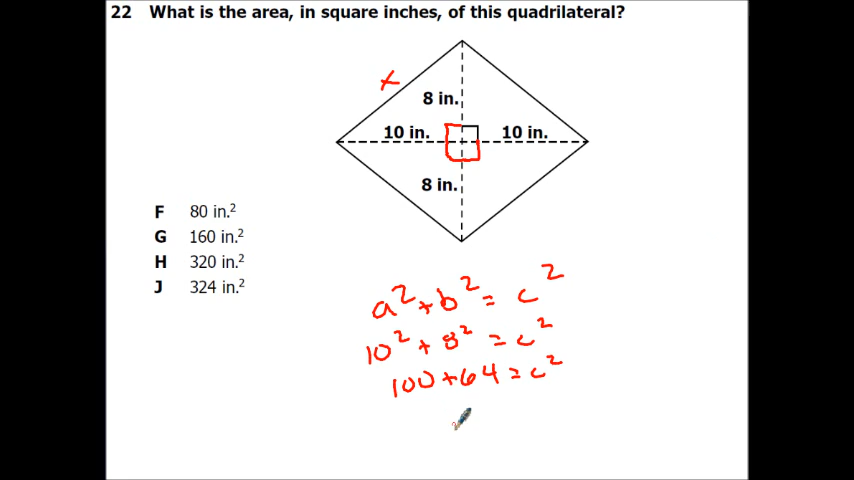 22 What is the area, in square inches, of this quadrilateral?
x
8 in.
10 in. 10 in.
8 in.
F 80 in.²
G 160 in.²
H 320 in.²
J 324 in.²
a² + b² = c²
10² + 8² = c²
100 + 64 = c²